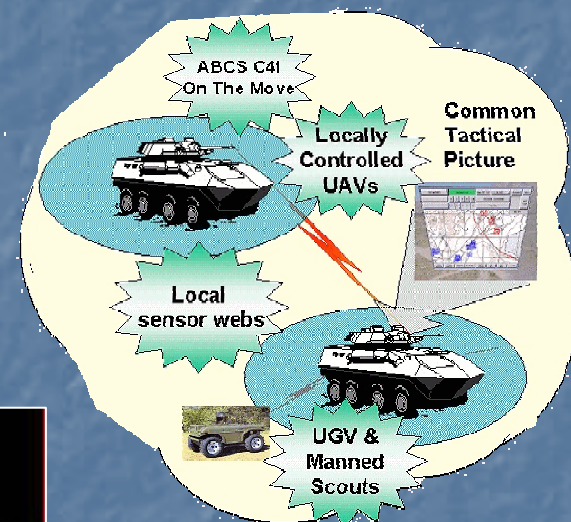 ABCS C4I
On The Move
Locally
Controlled
UAVs
Common
Tactical
Picture
Local
sensor webs
UGV &
Manned
Scouts